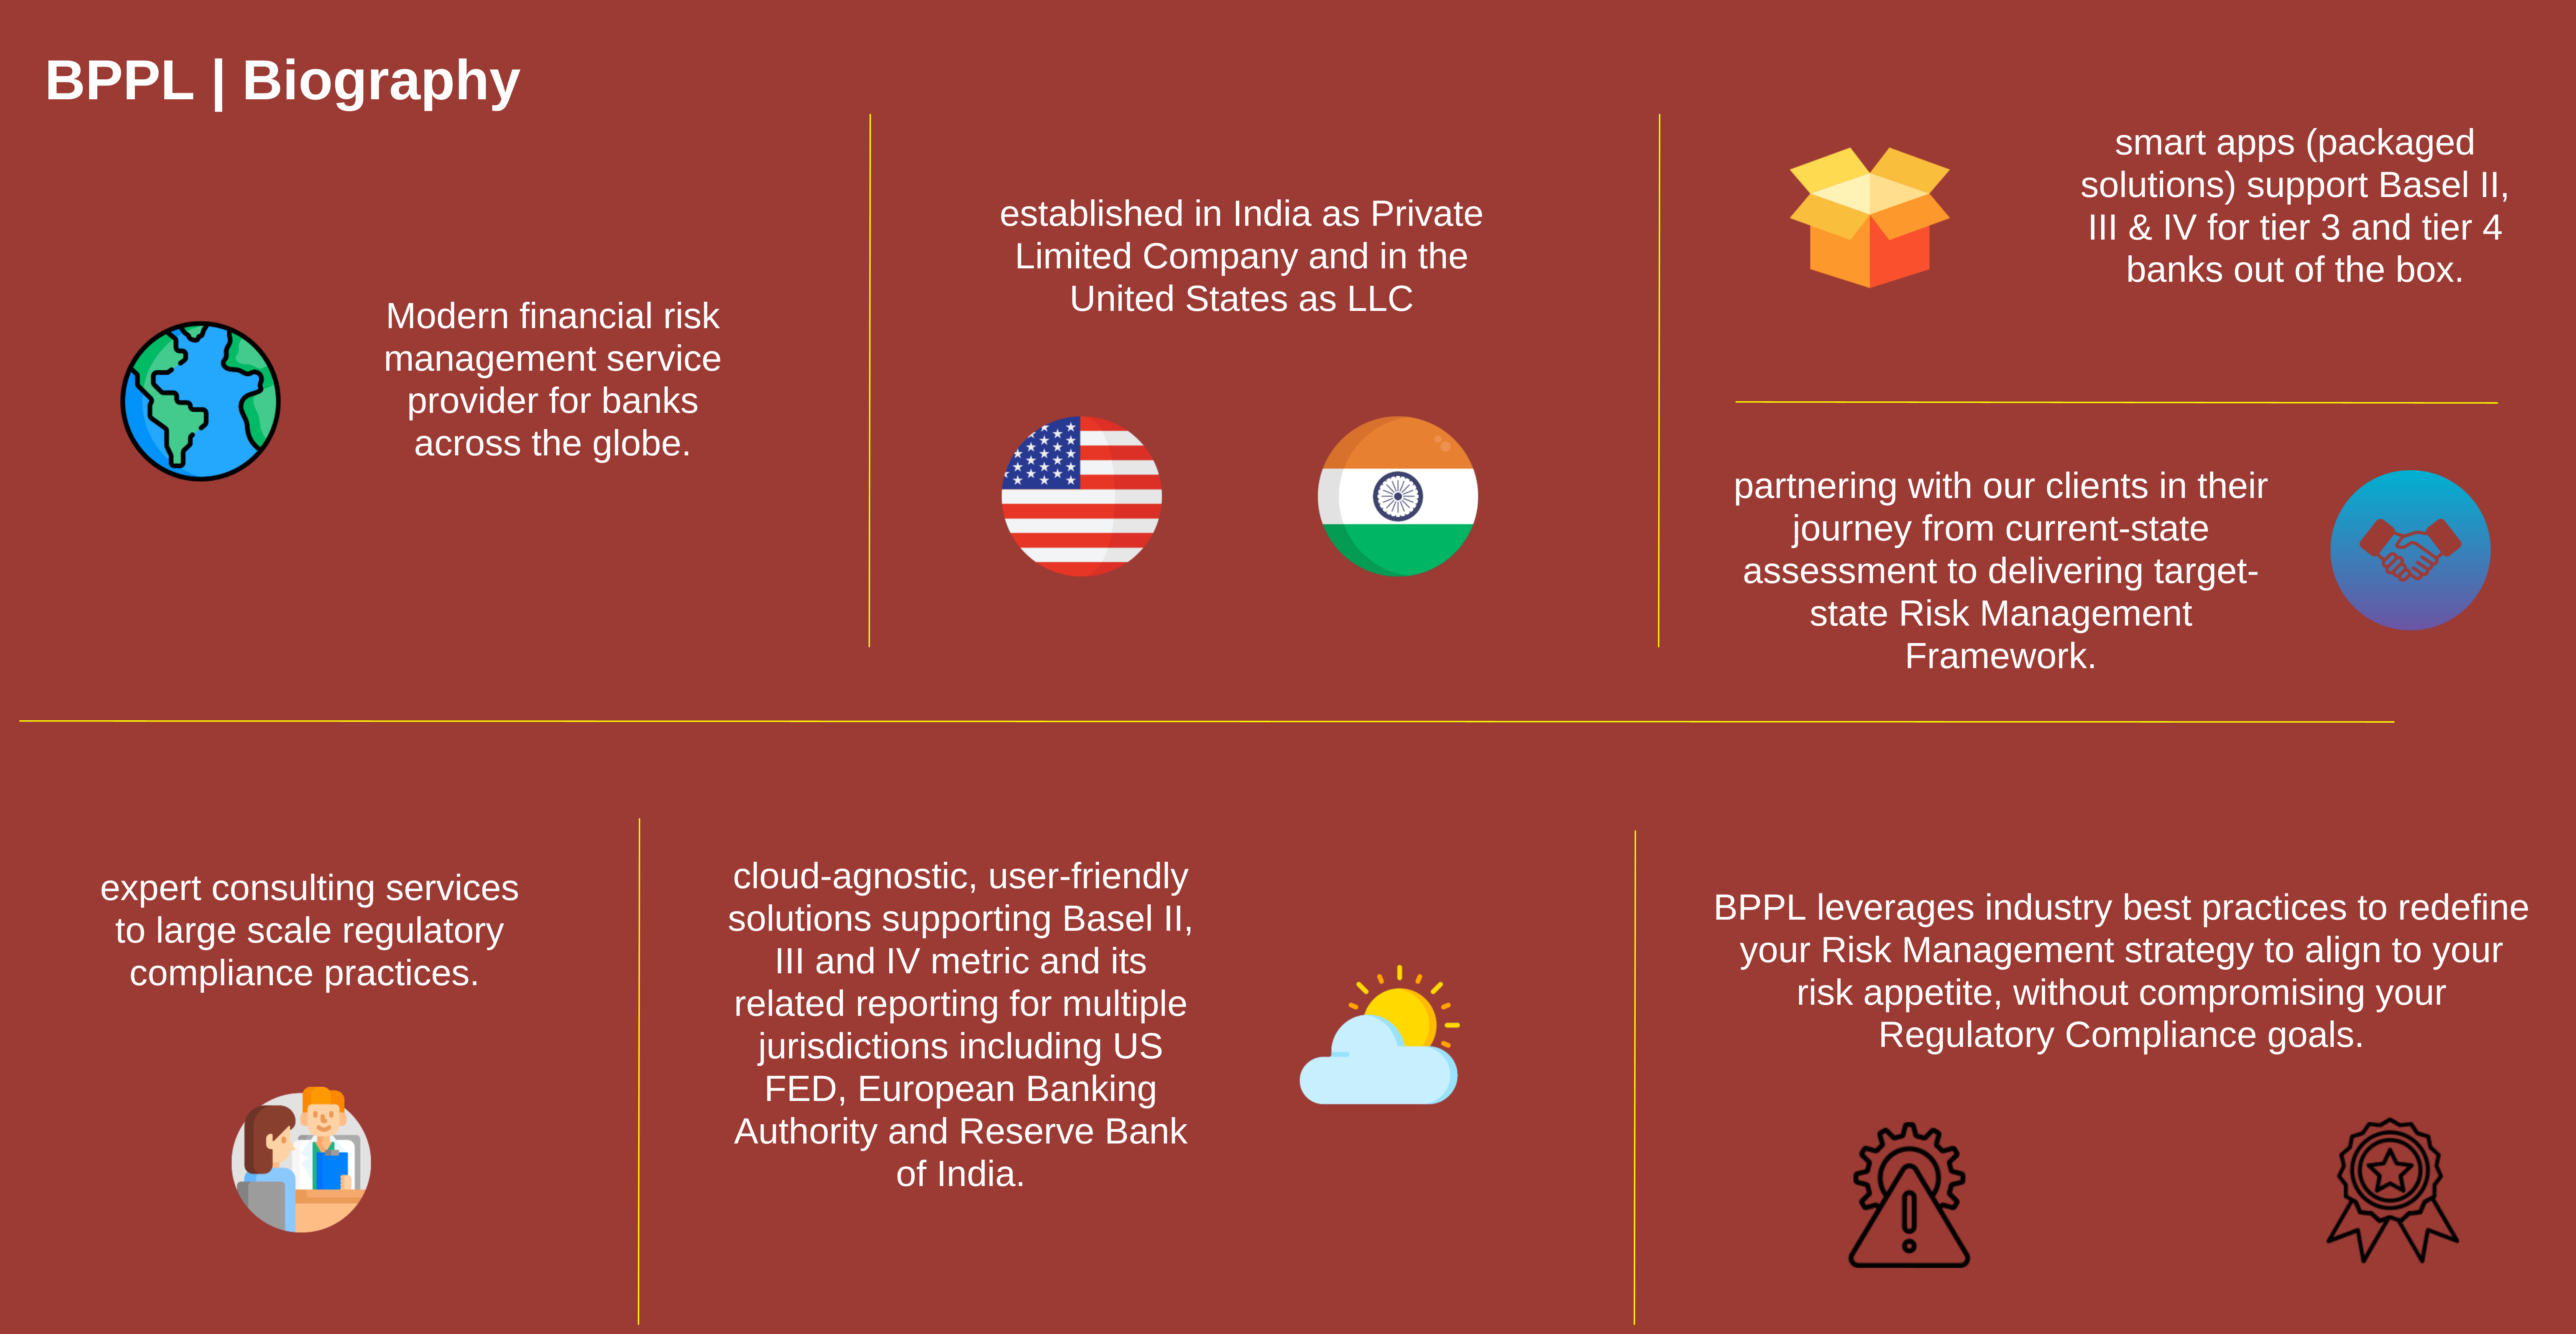 BPPL | Biography
Modern financial risk
management service
provider for banks
across the globe.
established in India as Private
Limited Company and in the
United States as LLC
smart apps (packaged
solutions) support Basel II,
III & IV for tier 3 and tier 4
banks out of the box.
partnering with our clients in their
journey from current-state
assessment to delivering target-
state Risk Management
Framework.
expert consulting services
to large scale regulatory
compliance practices.
cloud-agnostic, user-friendly
solutions supporting Basel II,
III and IV metric and its
related reporting for multiple
jurisdictions including US
FED, European Banking
Authority and Reserve Bank
of India.
BPPL leverages industry best practices to redefine
your Risk Management strategy to align to your
risk appetite, without compromising your
Regulatory Compliance goals.